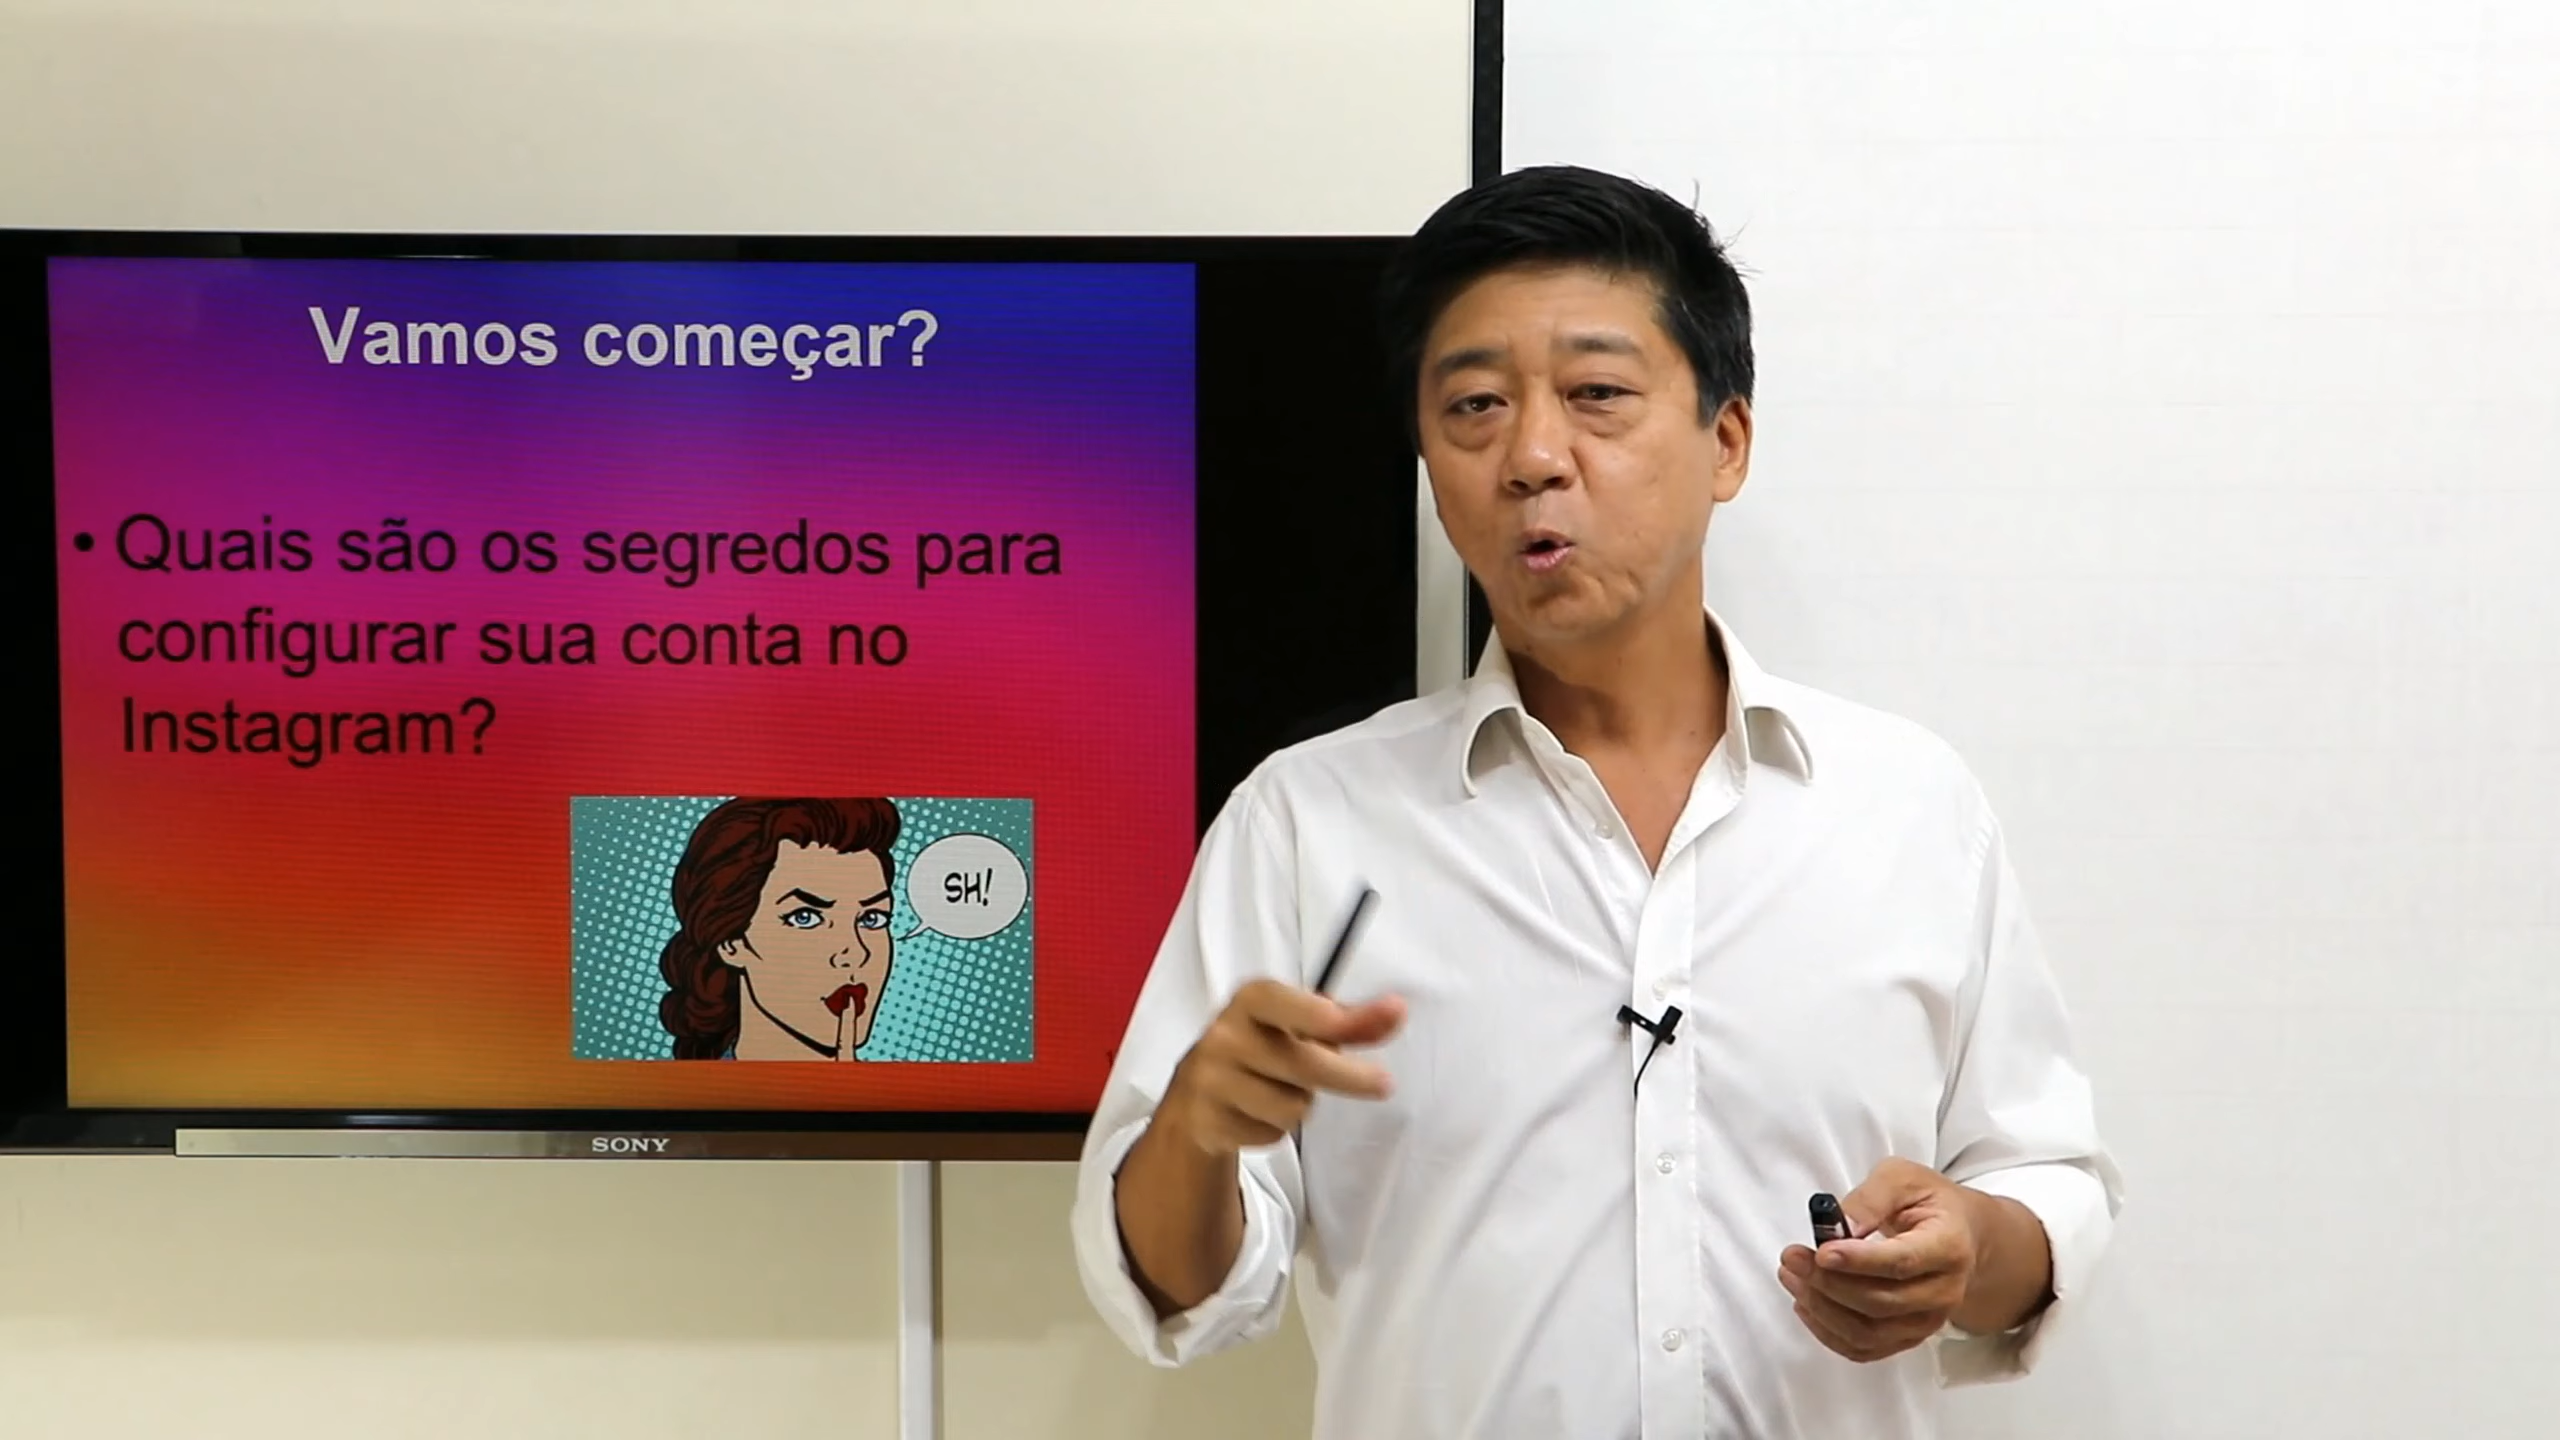 Vamos começar?
• Quais são os segredos para
configurar sua conta no
Instagram?
SH!
SONY